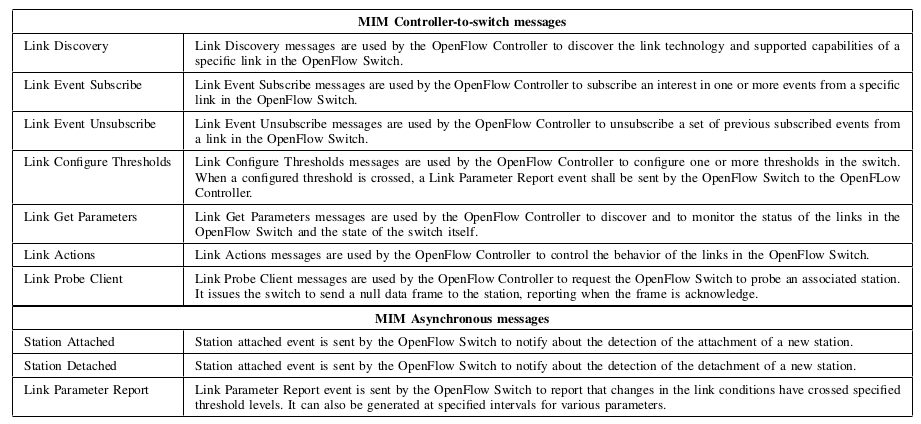 MIM Controller-to-switch messages
Link Discovery
Link Discovery messages are used by the OpenFlow Controller to discover the link technology and supported capabilities of a
specific link in the OpenFlow Switch.
Link Event Subscribe
Link Event Subscribe messages are used by the OpenFlow Controller to subscribe an interest in one or more events from a specific
link in the OpenFlow Switch.
Link Event Unsubscribe
Link Event Unsubscribe messages are used by the OpenFlow Controller to unsubscribe a set of previous subscribed events from
a link in the OpenFlow Switch.
Link Configure Thresholds
Link Configure Thresholds messages are used by the OpenFlow Controller to configure one or more thresholds in the switch.
When a configured threshold is crossed, a Link Parameter Report event shall be sent by the OpenFlow Switch to the OpenFLow
Controller.
Link Get Parameters
Link Get Parameters messages are used by the OpenFlow Controller to discover and to monitor the status of the links in the
OpenFlow Switch and the state of the switch itself.
Link Actions
Link Actions messages are used by the OpenFlow Controller to control the behavior of the links in the OpenFlow Switch.
Link Probe Client
Link Probe Client messages are used by the OpenFlow Controller to request the OpenFlow Switch to probe an associated station.
It issues the switch to send a null data frame to the station, reporting when the frame is acknowledge.
MIM Asynchronous messages
Station Attached
Station attached event is sent by the OpenFlow Switch to notify about the detection of the attachment of a new station.
Station Detached
Station attached event is sent by the OpenFlow Switch to notify about the detection of the detachment of a new station.
Link Parameter Report
Link Parameter Report event is sent by the OpenFlow Switch to report that changes in the link conditions have crossed specified
threshold levels. It can also be generated at specified intervals for various parameters.